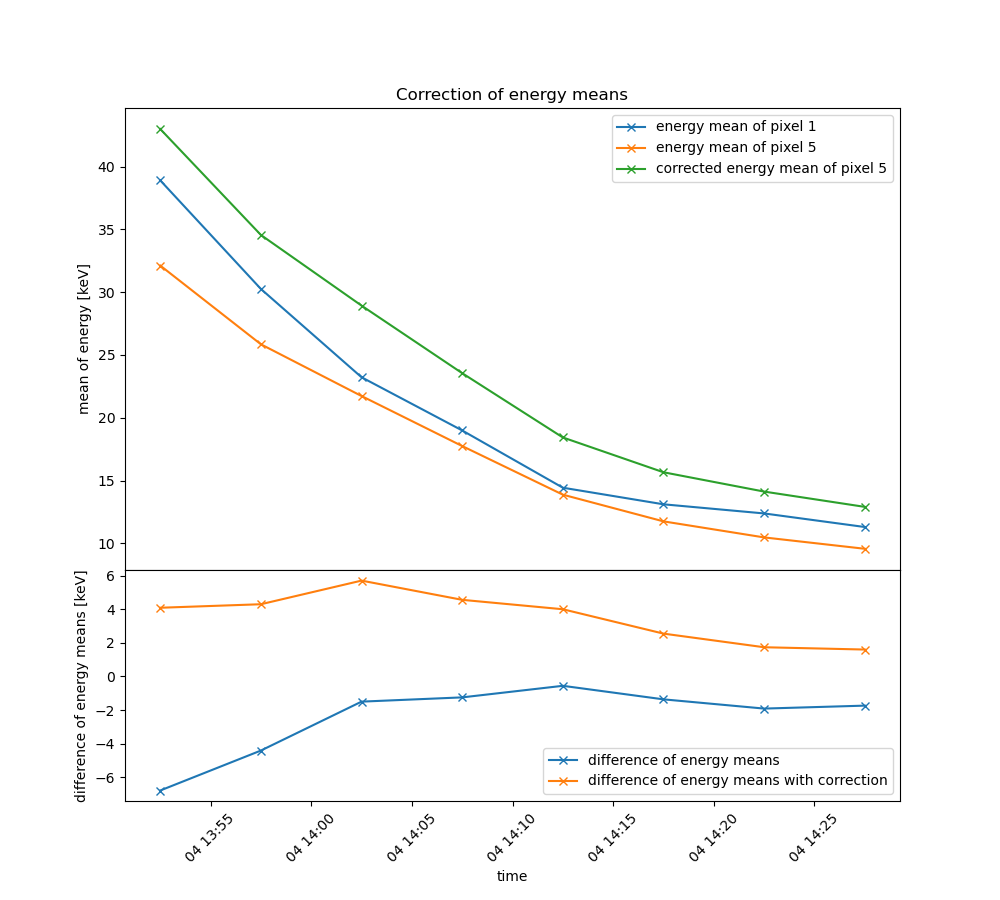 Correction of energy means
energy mean of pixel 1
energy mean of pixel 5
corrected energy mean of pixel 5
mean of energy [keV]
40
35
30
25
20
15
10
difference of energy means [keV]
6
4
2
0
−2
−4
−6
difference of energy means
difference of energy means with correction
04 13:55
04 14:00
04 14:05
04 14:10
04 14:15
04 14:20
04 14:25
time